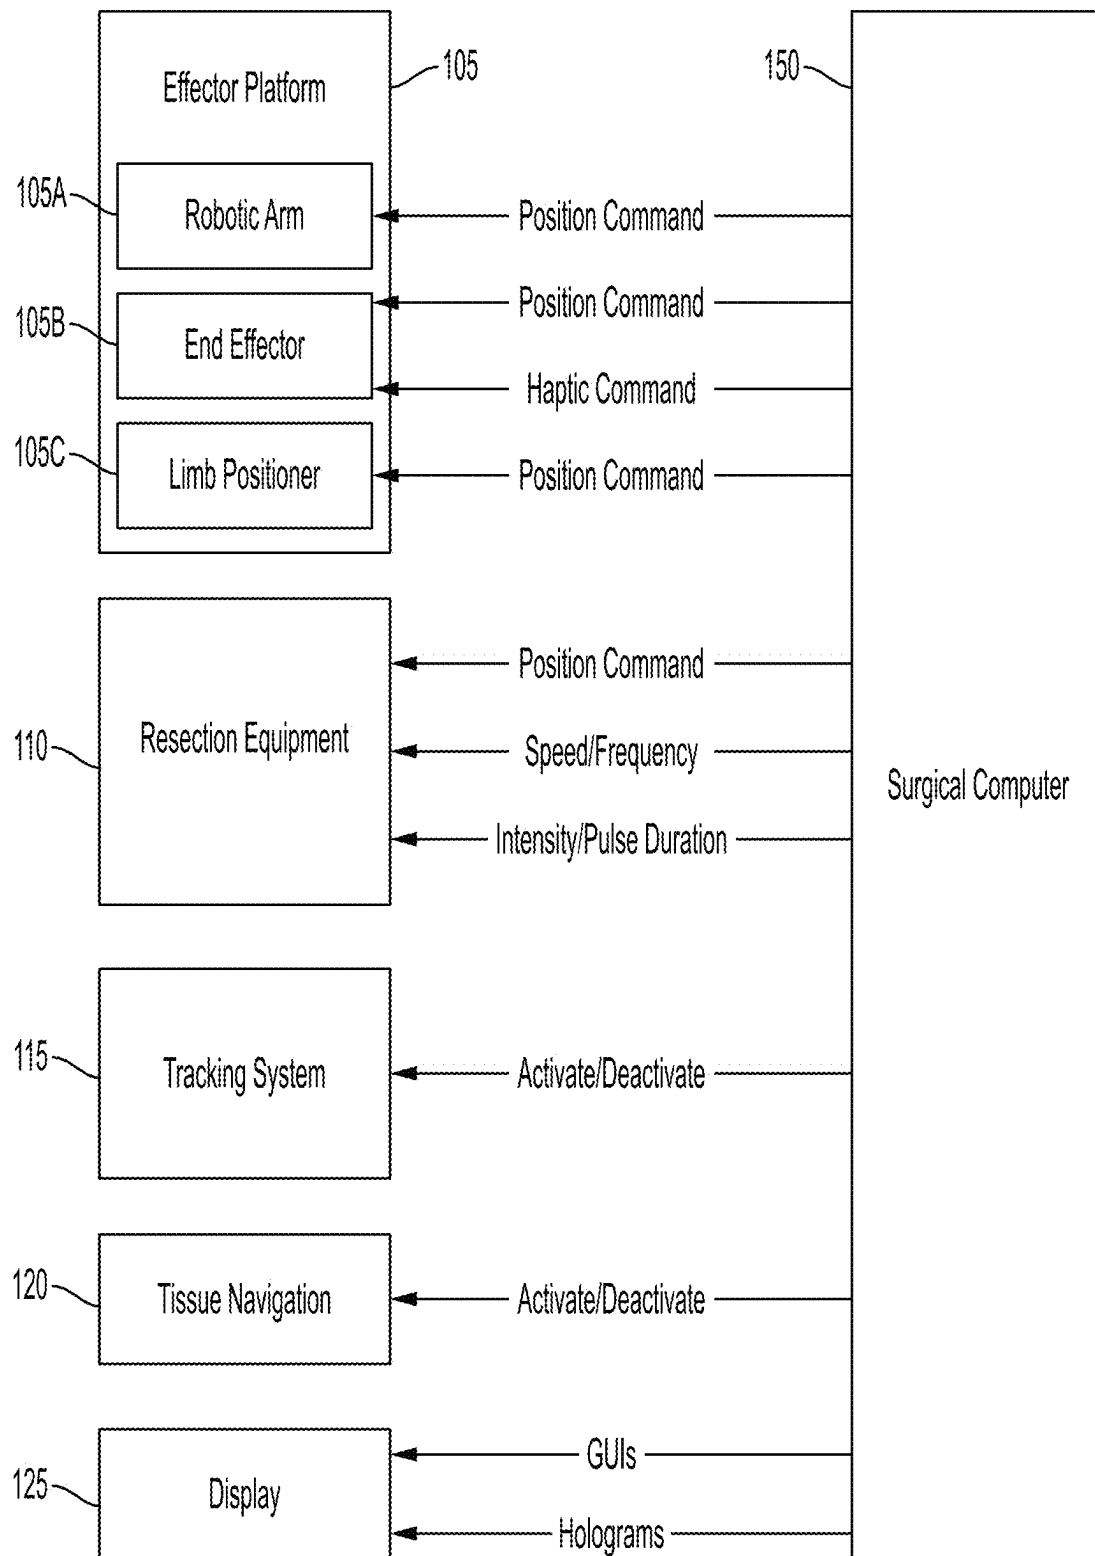 105
150
Effector Platform
105A
Robotic Arm
Position Command
105B
End Effector
Position Command
Haptic Command
105C
Limb Positioner
Position Command
110
Resection Equipment
Position Command
Speed/Frequency
Intensity/Pulse Duration
Surgical Computer
115
Tracking System
Activate/Deactivate
120
Tissue Navigation
Activate/Deactivate
125
Display
GUIs
Holograms